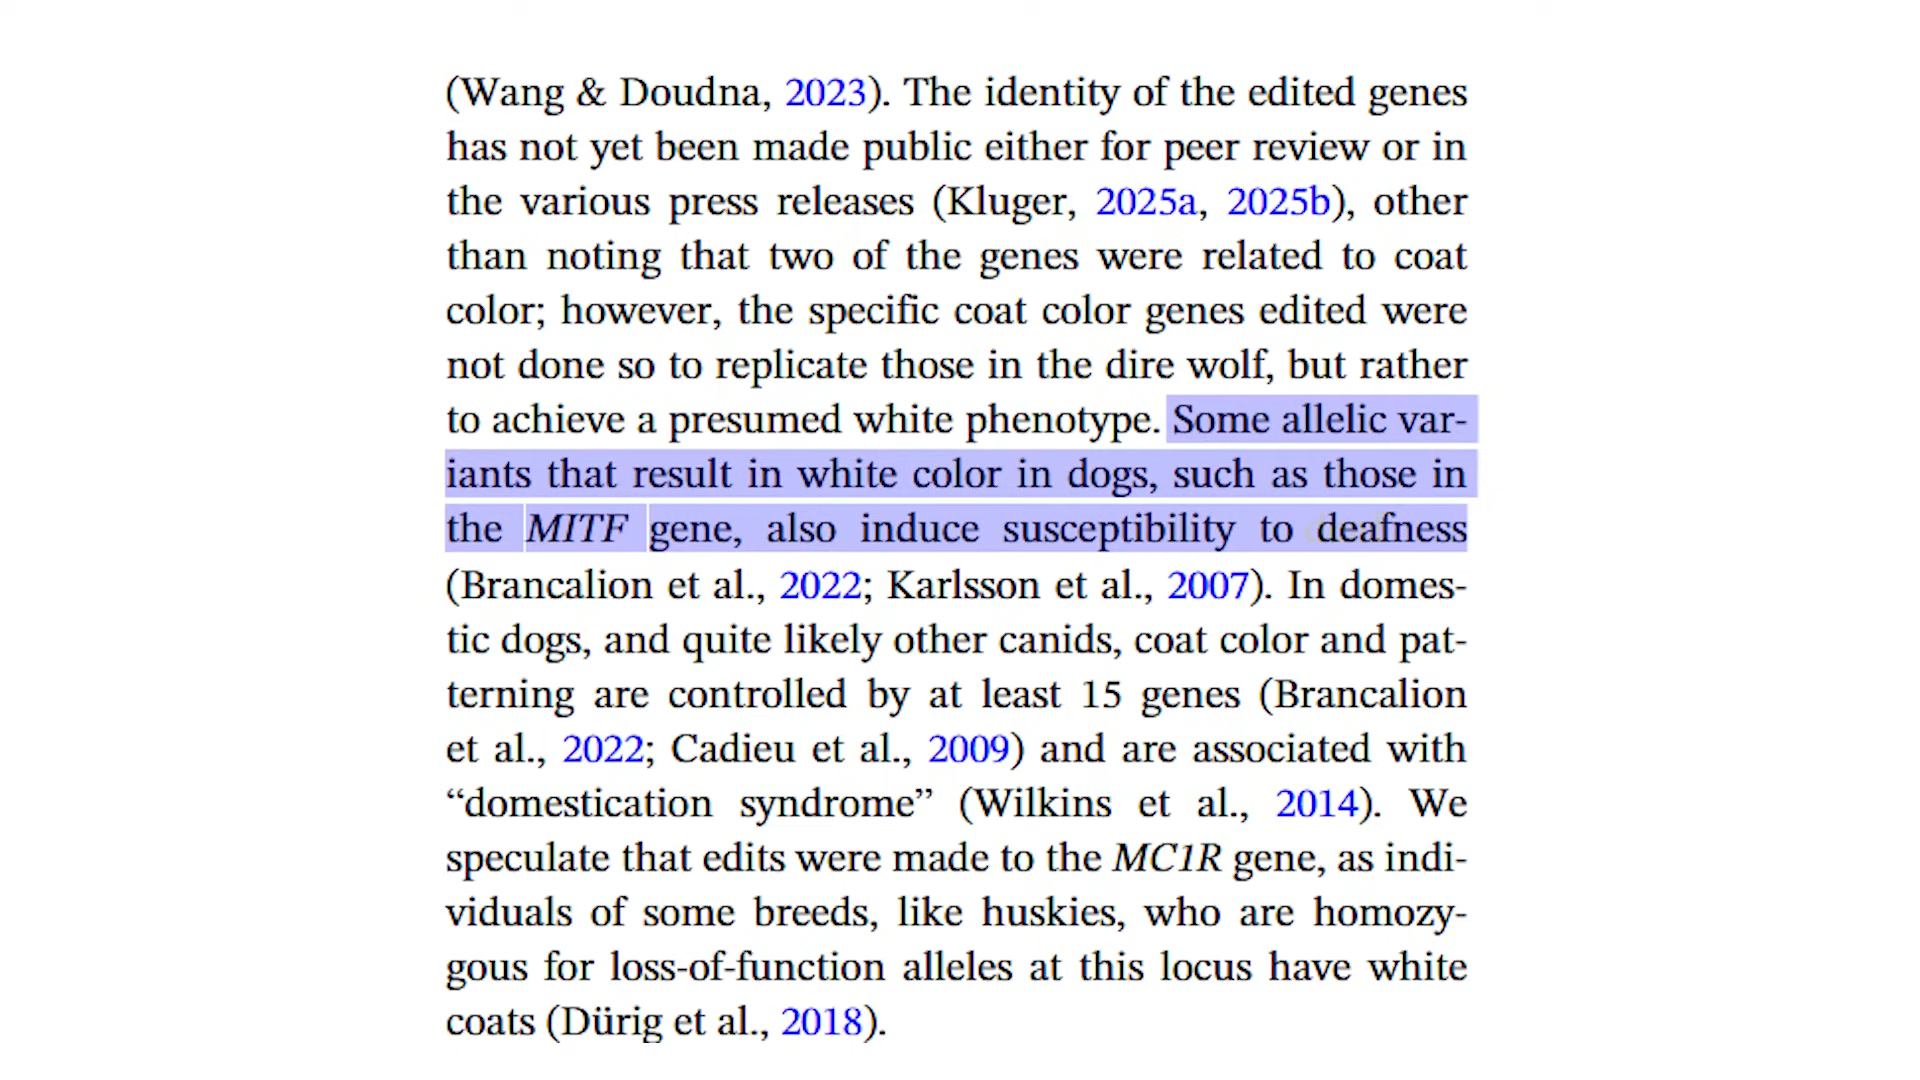 (Wang & Doudna, 2023). The identity of the edited genes
has not yet been made public either for peer review or in
the various press releases (Kluger, 2025a, 2025b), other
than noting that two of the genes were related to coat
color; however, the specific coat color genes edited were
not done so to replicate those in the dire wolf, but rather
to achieve a presumed white phenotype. Some allelic var-
iants that result in white color in dogs, such as those in
the MITF gene, also induce susceptibility to deafness
(Brancalion et al., 2022; Karlsson et al., 2007). In domes-
tic dogs, and quite likely other canids, coat color and pat-
terning are controlled by at least 15 genes (Brancalion
et al., 2022; Cadieu et al., 2009) and are associated with
“domestication syndrome” (Wilkins et al., 2014). We
speculate that edits were made to the MC1R gene, as indi-
viduals of some breeds, like huskies, who are homozy-
gous for loss-of-function alleles at this locus have white
coats (Dürig et al., 2018).